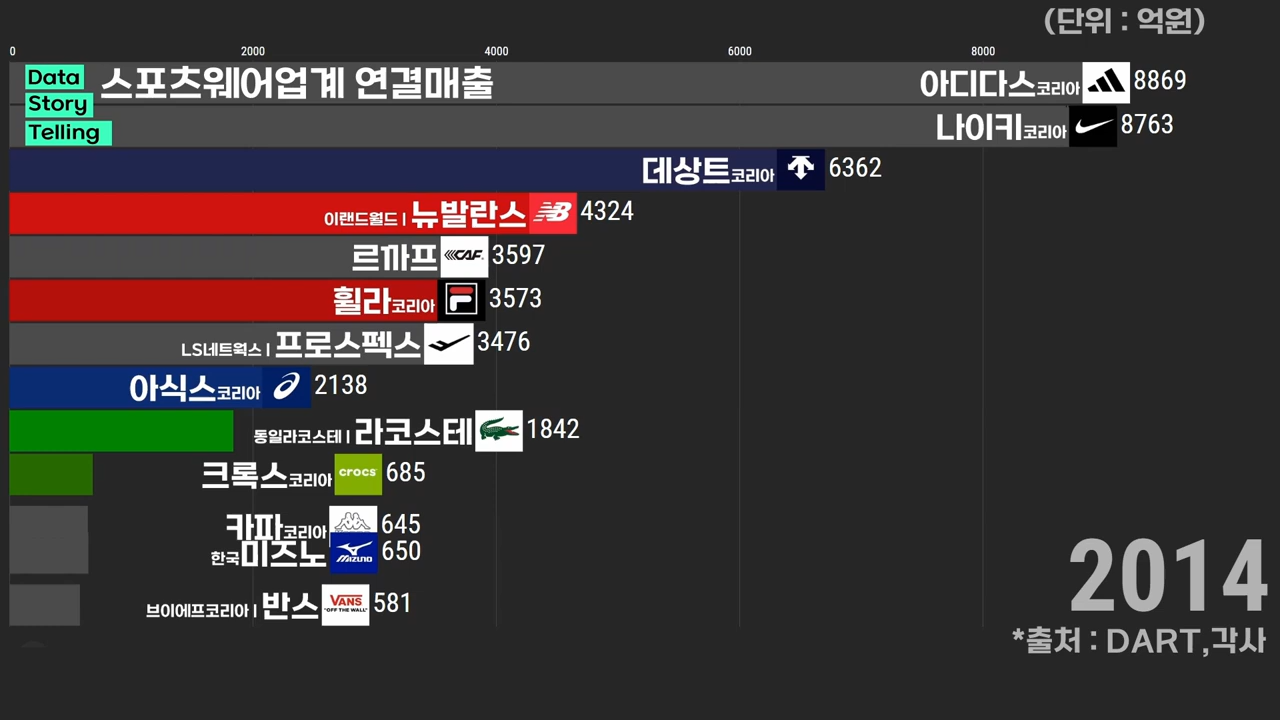 (단위 : 억원)
0 2000 4000 6000 8000
Data
Story
Telling
스포츠웨어업계 연결매출
아디다스코리아 8869
나이키코리아 8763
데상트코리아 6362
이랜드월드 | 뉴발란스 NB 4324
르까프 CAF 3597
휠라코리아 F 3573
LS네트웍스 | 프로스펙스 3476
아식스코리아 2138
동일라코스테 | 라코스테 1842
크록스코리아 crocs 685
카파코리아 645
한국미즈노 MIZUNO 650
브이에프코리아 | 반스 VANS "OFF THE WALL" 581
2014
*출처 : DART,각사